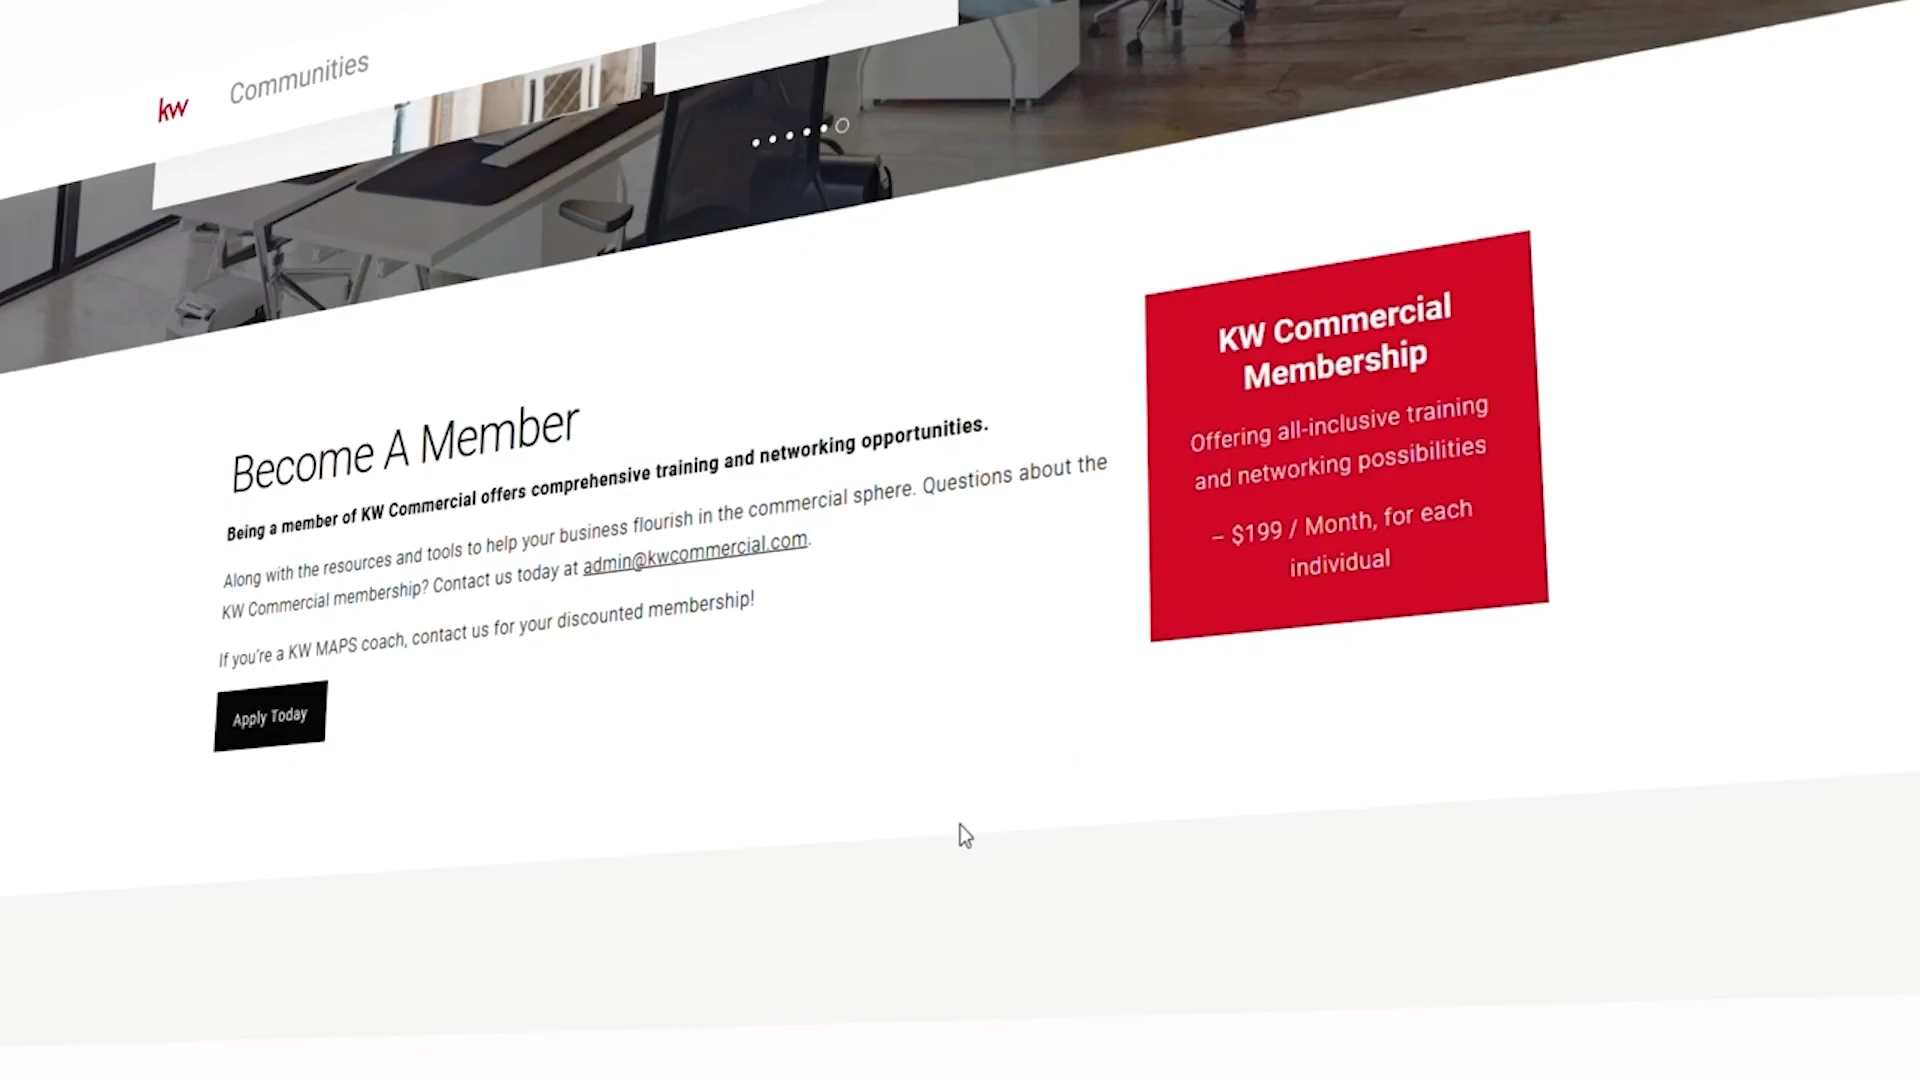 kw Communities
Become A Member
Being a member of KW Commercial offers comprehensive training and networking opportunities.
Along with the resources and tools to help your business flourish in the commercial sphere. Questions about the
KW Commercial membership? Contact us today at admin@kwcommercial.com.
If you're a KW MAPS coach, contact us for your discounted membership!
Apply Today
KW Commercial
Membership
Offering all-inclusive training
and networking possibilities
– $199 / Month, for each
individual